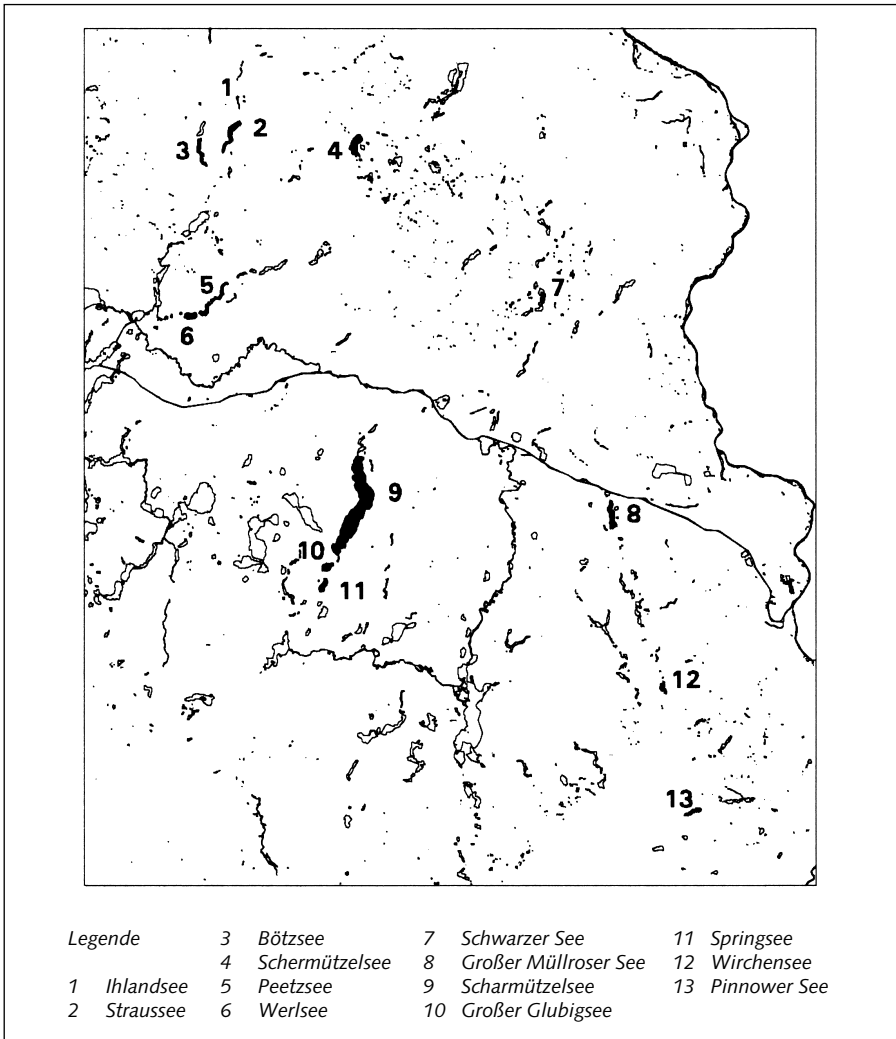 1
2
3
4
5
7
6
9
8
10
11
12
13
Legende
1 Ihlandsee
2 Straussee
3 Bötzsee
4 Schermützelsee
5 Peetzsee
6 Werlsee
7 Schwarzer See
8 Großer Müllroser See
9 Scharmützelsee
10 Großer Glubigsee
11 Springsee
12 Wirchensee
13 Pinnower See